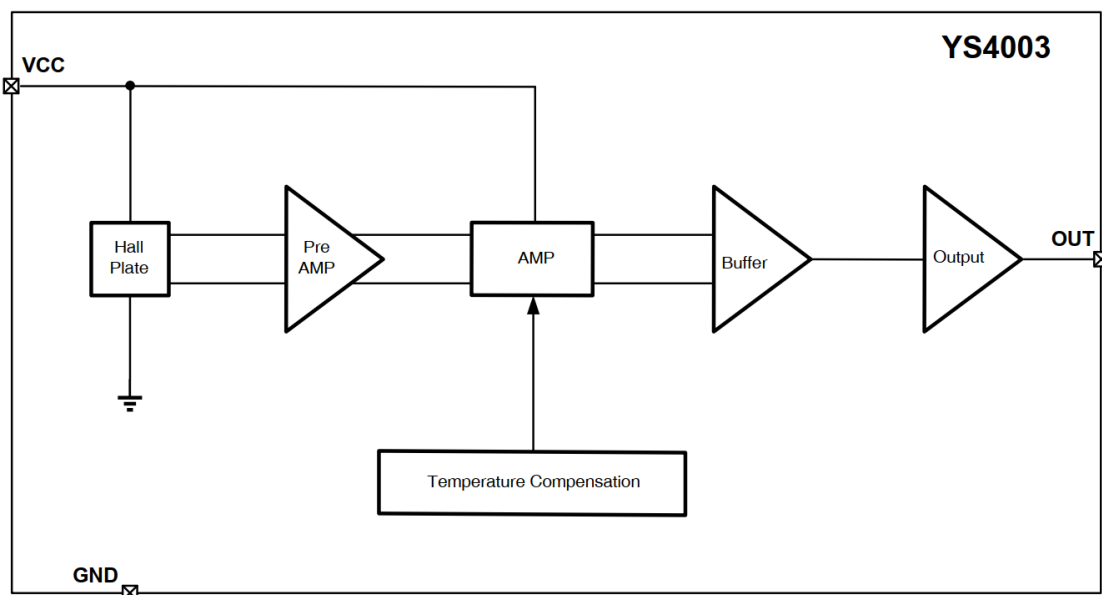 YS4003
VCC
Hall
Plate
Pre
AMP
AMP
Buffer
Output
OUT
Temperature Compensation
GND